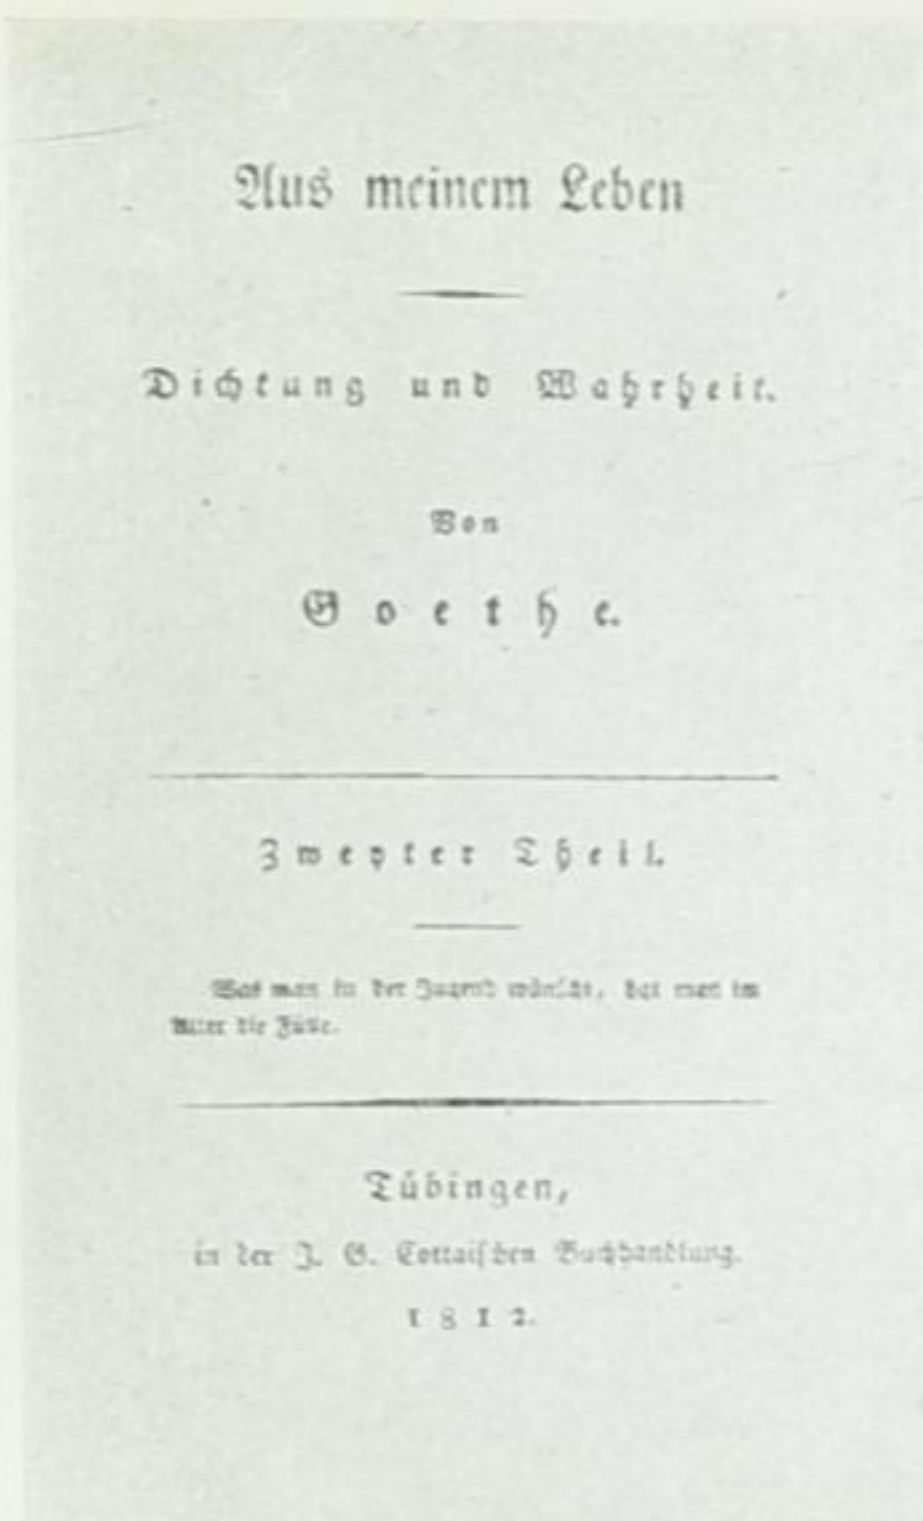 Aus meinem Leben
Dichtung und Wahrheit.
Von
Goethe.
Zweyter Theil.
Was man in der Jugend wünscht, hat man im
Alter die Fülle.
Tübingen,
in der J. G. Cottaischen Buchhandlung.
1812.